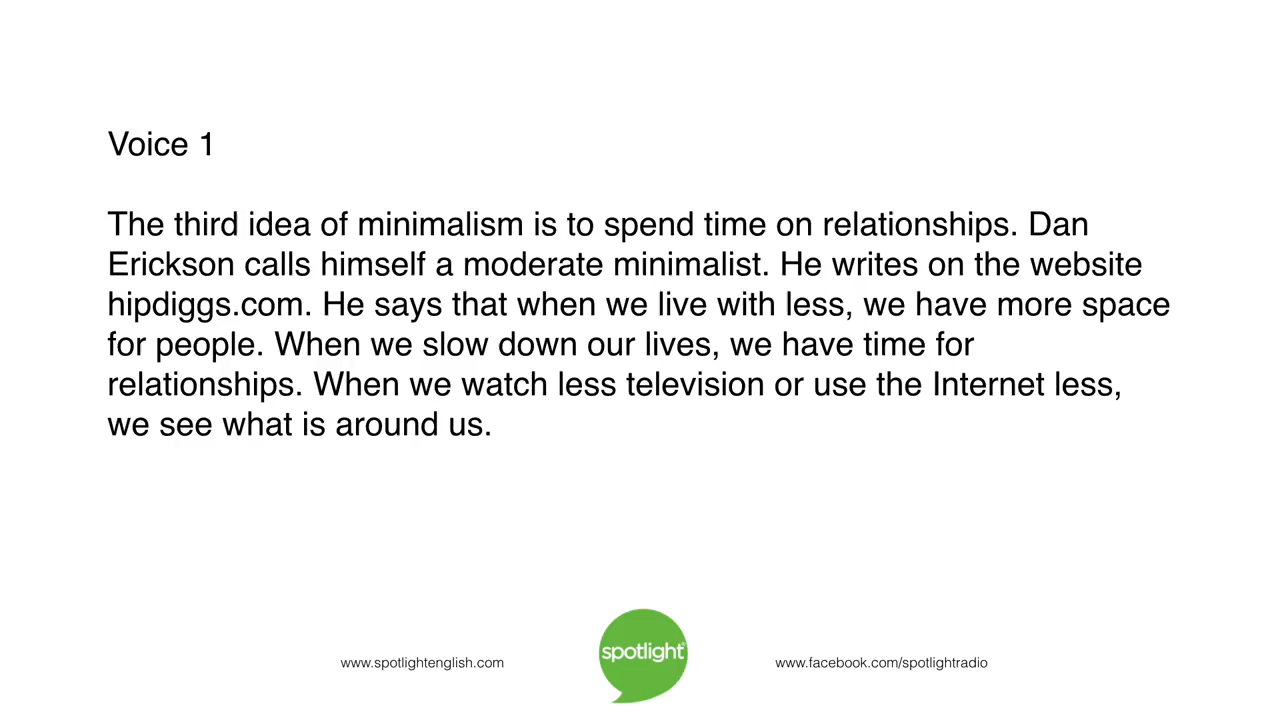 Voice 1
The third idea of minimalism is to spend time on relationships. Dan
Erickson calls himself a moderate minimalist. He writes on the website
hipdiggs.com. He says that when we live with less, we have more space
for people. When we slow down our lives, we have time for
relationships. When we watch less television or use the Internet less,
we see what is around us.
www.spotlightenglish.com
spotlight
www.facebook.com/spotlightradio